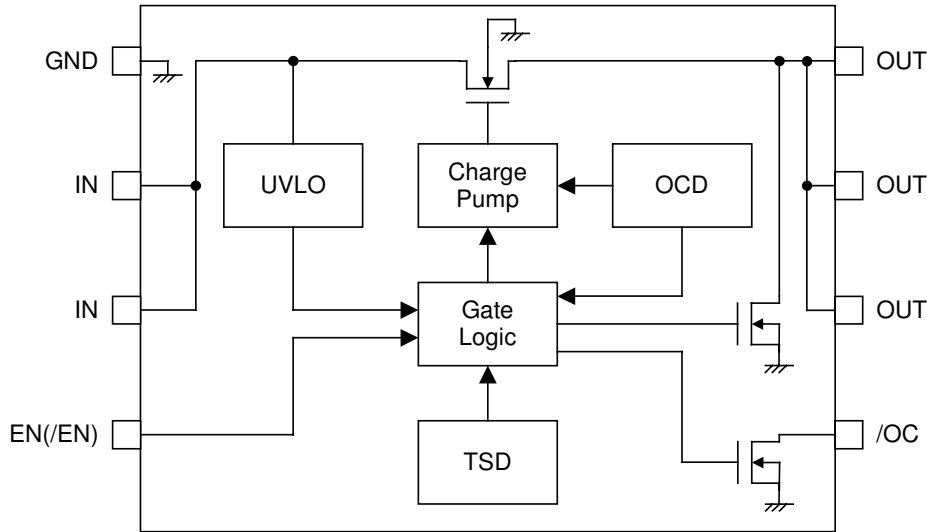 GND
OUT
UVLO
Charge
Pump
OCD
IN
OUT
IN
Gate
Logic
OUT
EN(/EN)
TSD
/OC